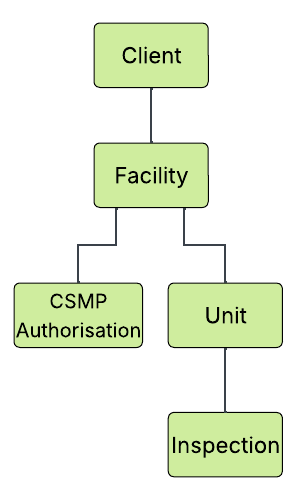 Client
Facility
CSMP
Authorisation
Unit
Inspection